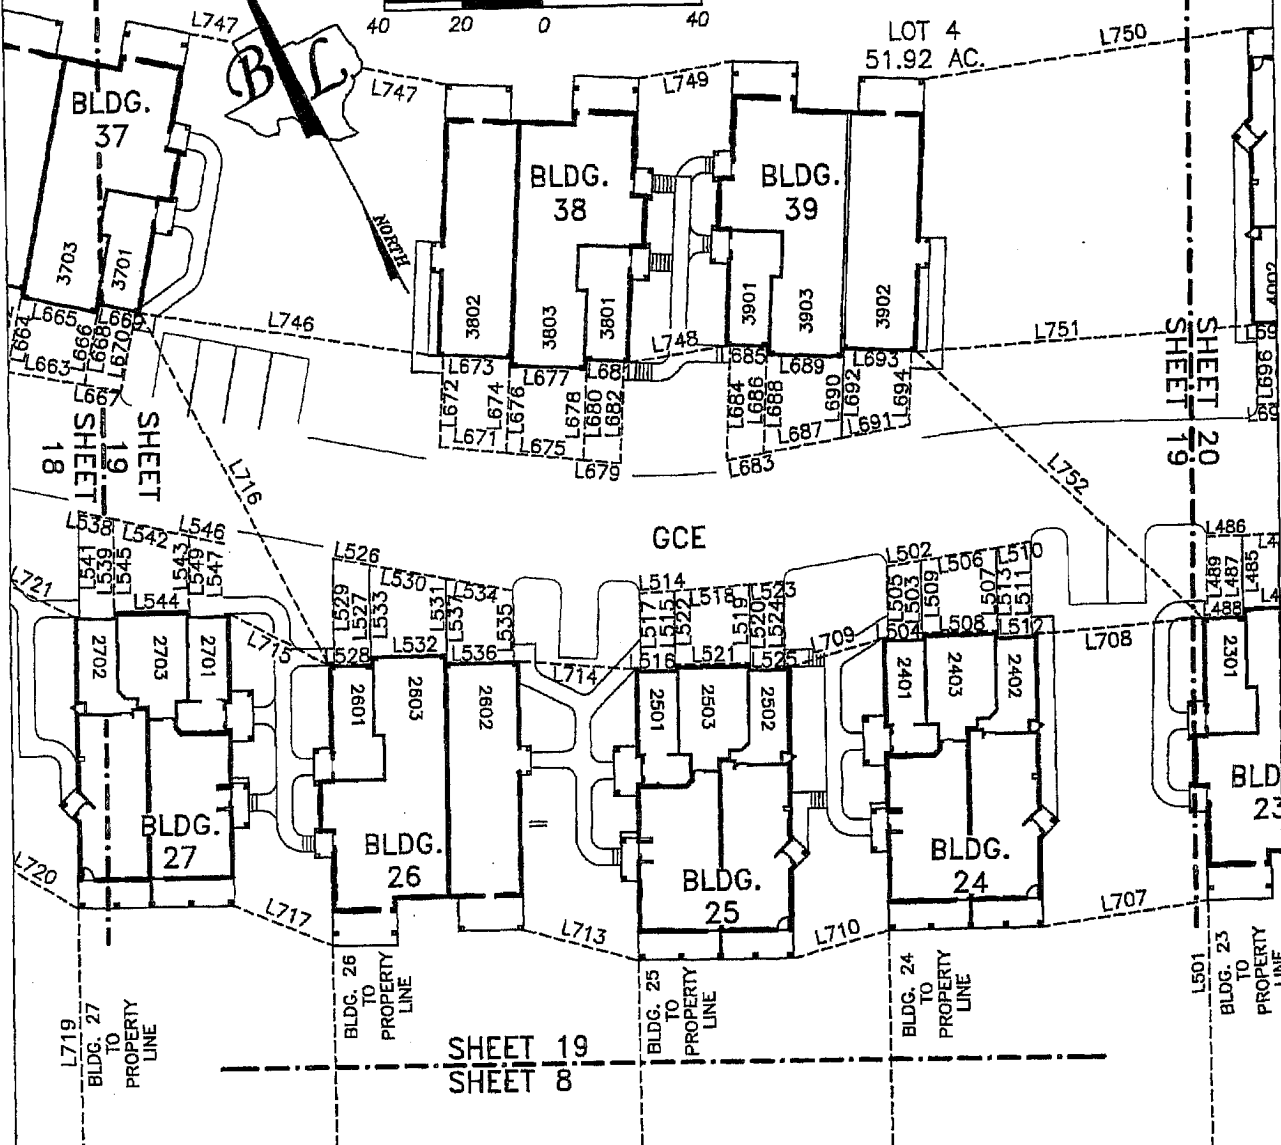 L747
40 20 0 40
LOT 4
51.92 AC.
L750
B L
L747
L749
BLDG.
37
BLDG.
38
BLDG.
39
NORTH
3703
3701
3802
3803
3801
3901
3903
3902
4002
L665
L746
L748
L751
L664
L666
L668
L670
L663
L667
L673
L677
L685
L689
L693
L672
L674
L676
L678
L680
L682
L684
L686
L688
L690
L692
L694
L696
L671
L675
L679
L683
L687
L691
SHEET
18
SHEET
19
SHEET
19
SHEET
20
L716
L752
GCE
L538
L542
L546
L541
L539
L545
L543
L549
L547
L544
L721
L526
L530
L534
L529
L527
L533
L531
L537
L535
L528
L532
L536
L715
L714
L514
L518
L523
L517
L515
L522
L519
L520
L524
L516
L521
L525
L709
L502
L506
L510
L505
L503
L509
L507
L513
L511
L508
L512
L708
L486
L489
L487
L485
L488
2702
2703
2701
2601
2603
2602
2501
2503
2502
2401
2403
2402
2301
BLDG.
27
BLDG.
26
BLDG.
25
BLDG.
24
BLD
23
L720
L717
L713
L710
L707
L719
BLDG. 27
TO
PROPERTY
LINE
BLDG. 26
TO
PROPERTY
LINE
BLDG. 25
TO
PROPERTY
LINE
BLDG. 24
TO
PROPERTY
LINE
L501
BLDG. 23
TO
PROPERTY
LINE
SHEET 19
SHEET 8